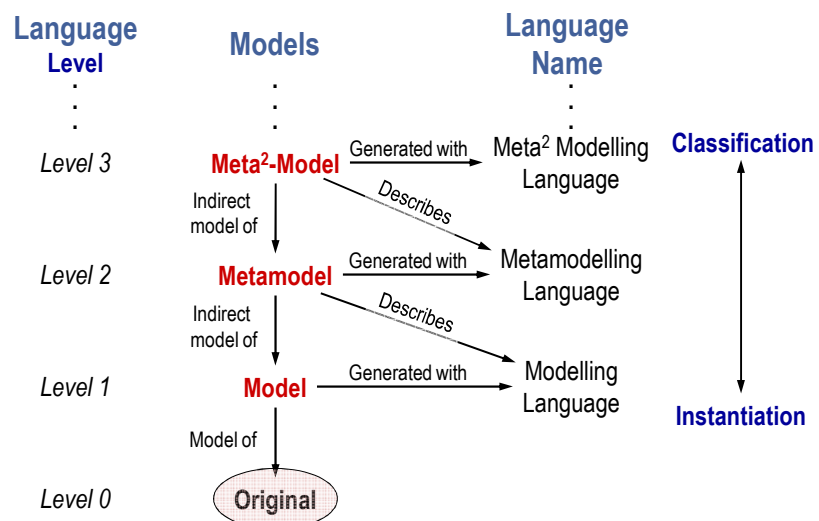 Language
Level
Models
Language
Name
Level 3
Meta²-Model
Generated with
Meta² Modelling
Language
Classification
Indirect
model of
Describes
Level 2
Metamodel
Generated with
Metamodelling
Language
Indirect
model of
Describes
Level 1
Model
Generated with
Modelling
Language
Instantiation
Model of
Level 0
Original